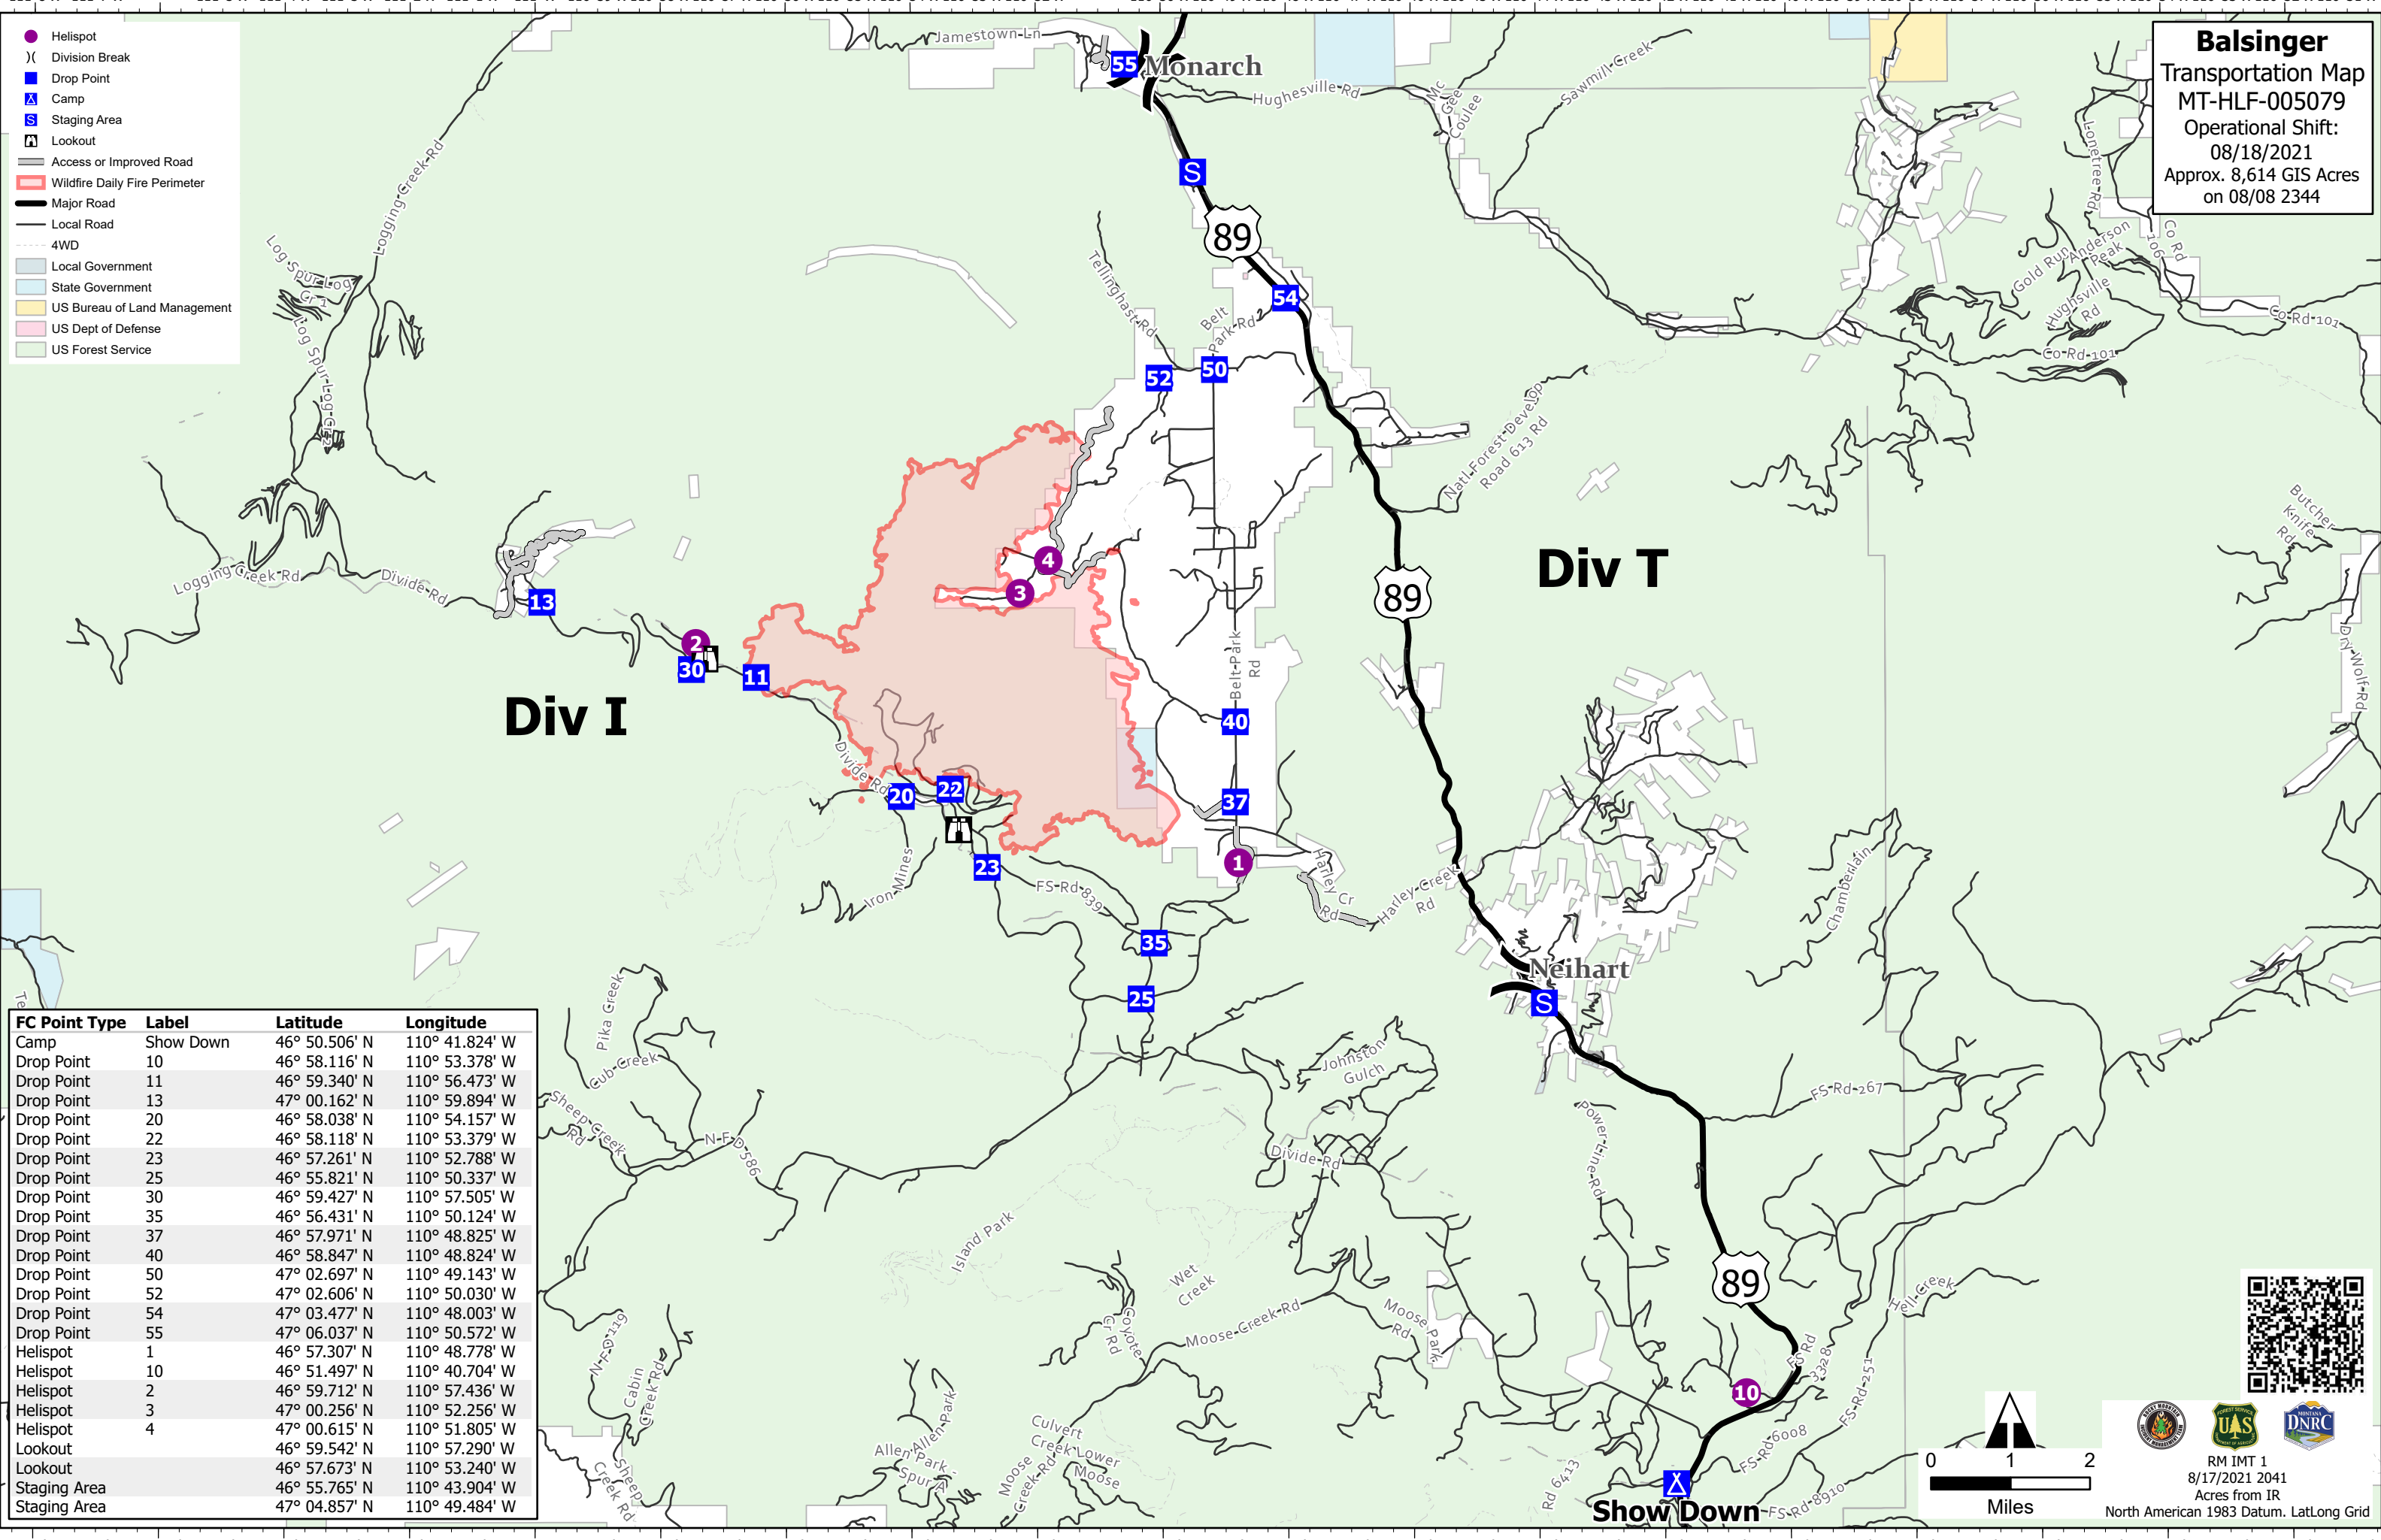 Helispot
Division Break
Drop Point
Camp
Staging Area
Lookout
Access or Improved Road
Wildfire Daily Fire Perimeter
Major Road
Local Road
4WD
Local Government
State Government
US Bureau of Land Management
US Dept of Defense
US Forest Service
Balsinger
Transportation Map
MT-HLF-005079
Operational Shift:
08/18/2021
Approx. 8,614 GIS Acres
on 08/08 2344
Jamestown Ln
55
Monarch
Hughesville Rd
Mc
Gee
Coulee
Sawmill Creek
Lonetree Rd
S
89
Logging Creek Rd
Log Spur Log
Cr 1
Log Spur Log Cr 2
Tellinghast Rd
Belt
Park Rd
54
Co Rd
106
Anderson
Peak
Gold Run
Hughsville
Rd
Co Rd 101
Co Rd 101
52
50
Natl Forest Develop
Road 613 Rd
Butcher
Knife
Rd
Logging Creek Rd
Divide Rd
13
4
3
89
Div T
2
30
11
Div I
Belt Park
Rd
40
Dry Wolf Rd
Divide Rd
20
22
37
23
1
Iron Mines
FS Rd 839
Harley Cr
Rd
Harley Creek
Rd
Chamberlain
35
25
Neihart
S
Pika Creek
Cub Creek
Sheep Creek
Rd
N F D 586
Johnston
Gulch
Divide Rd
Power Line Rd
FS Rd 267
Te
FC Point Type Label Latitude Longitude
Camp Show Down 46° 50.506' N 110° 41.824' W
Drop Point 10 46° 58.116' N 110° 53.378' W
Drop Point 11 46° 59.340' N 110° 56.473' W
Drop Point 13 47° 00.162' N 110° 59.894' W
Drop Point 20 46° 58.038' N 110° 54.157' W
Drop Point 22 46° 58.118' N 110° 53.379' W
Drop Point 23 46° 57.261' N 110° 52.788' W
Drop Point 25 46° 55.821' N 110° 50.337' W
Drop Point 30 46° 59.427' N 110° 57.505' W
Drop Point 35 46° 56.431' N 110° 50.124' W
Drop Point 37 46° 57.971' N 110° 48.825' W
Drop Point 40 46° 58.847' N 110° 48.824' W
Drop Point 50 47° 02.697' N 110° 49.143' W
Drop Point 52 47° 02.606' N 110° 50.030' W
Drop Point 54 47° 03.477' N 110° 48.003' W
Drop Point 55 47° 06.037' N 110° 50.572' W
Helispot 1 46° 57.307' N 110° 48.778' W
Helispot 10 46° 51.497' N 110° 40.704' W
Helispot 2 46° 59.712' N 110° 57.436' W
Helispot 3 47° 00.256' N 110° 52.256' W
Helispot 4 47° 00.615' N 110° 51.805' W
Lookout 46° 59.542' N 110° 57.290' W
Lookout 46° 57.673' N 110° 53.240' W
Staging Area 46° 55.765' N 110° 43.904' W
Staging Area 47° 04.857' N 110° 49.484' W
Island Park
Wet
Creek
Moose Creek Rd
Coyote
Cr Rd
Moose Park
Rd
89
Hell Creek
N F D 119
Cabin
Creek Rd
Sheep
Creek Rd
Allen Park
Allen Park -
Spur A
Culvert
Creek Lower
Moose
Moose
Creek Rd
FS Rd
3328
FS Rd 251
10
FS Rd 6008
Rd 6413
Show Down
FS Rd 8910
0 1 2
Miles
UAS
MONTANA
DNRC
RM IMT 1
8/17/2021 2041
Acres from IR
North American 1983 Datum. LatLong Grid